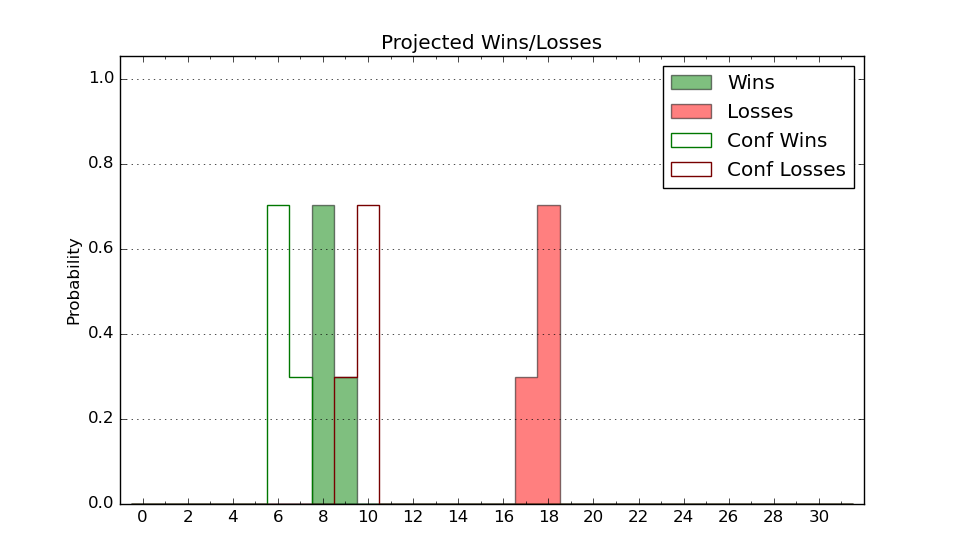 Projected Wins/Losses
Wins
Losses
Conf Wins
Conf Losses
Probability
1.0
0.8
0.6
0.4
0.2
0.0
0 2 4 6 8 10 12 14 16 18 20 22 24 26 28 30